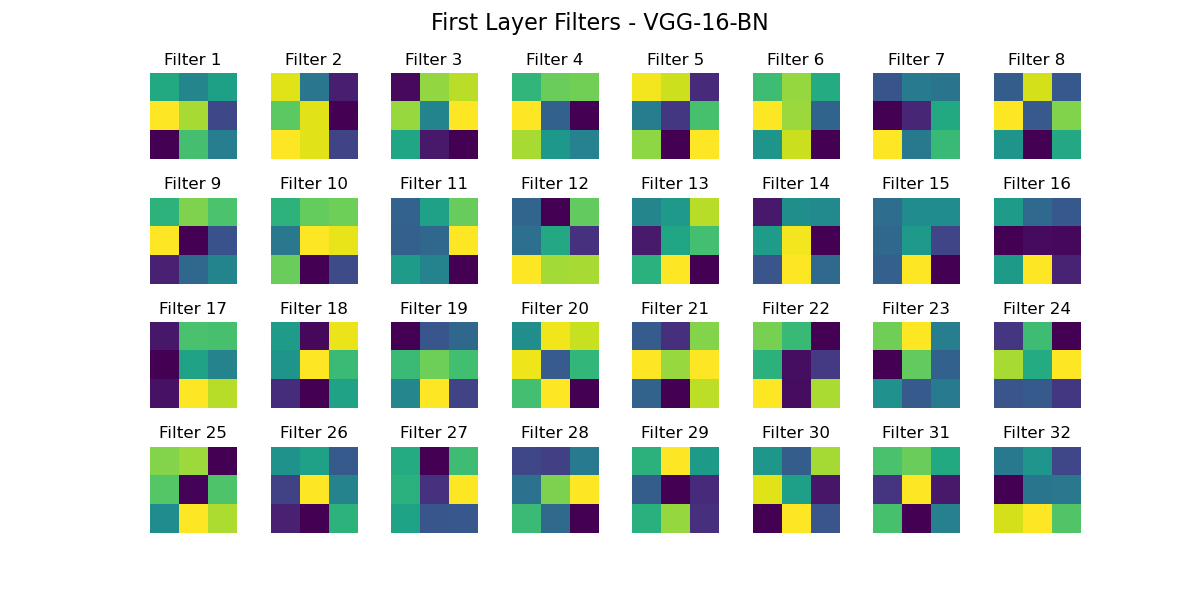 First Layer Filters - VGG-16-BN
Filter 1 Filter 2 Filter 3 Filter 4 Filter 5 Filter 6 Filter 7 Filter 8
Filter 9 Filter 10 Filter 11 Filter 12 Filter 13 Filter 14 Filter 15 Filter 16
Filter 17 Filter 18 Filter 19 Filter 20 Filter 21 Filter 22 Filter 23 Filter 24
Filter 25 Filter 26 Filter 27 Filter 28 Filter 29 Filter 30 Filter 31 Filter 32